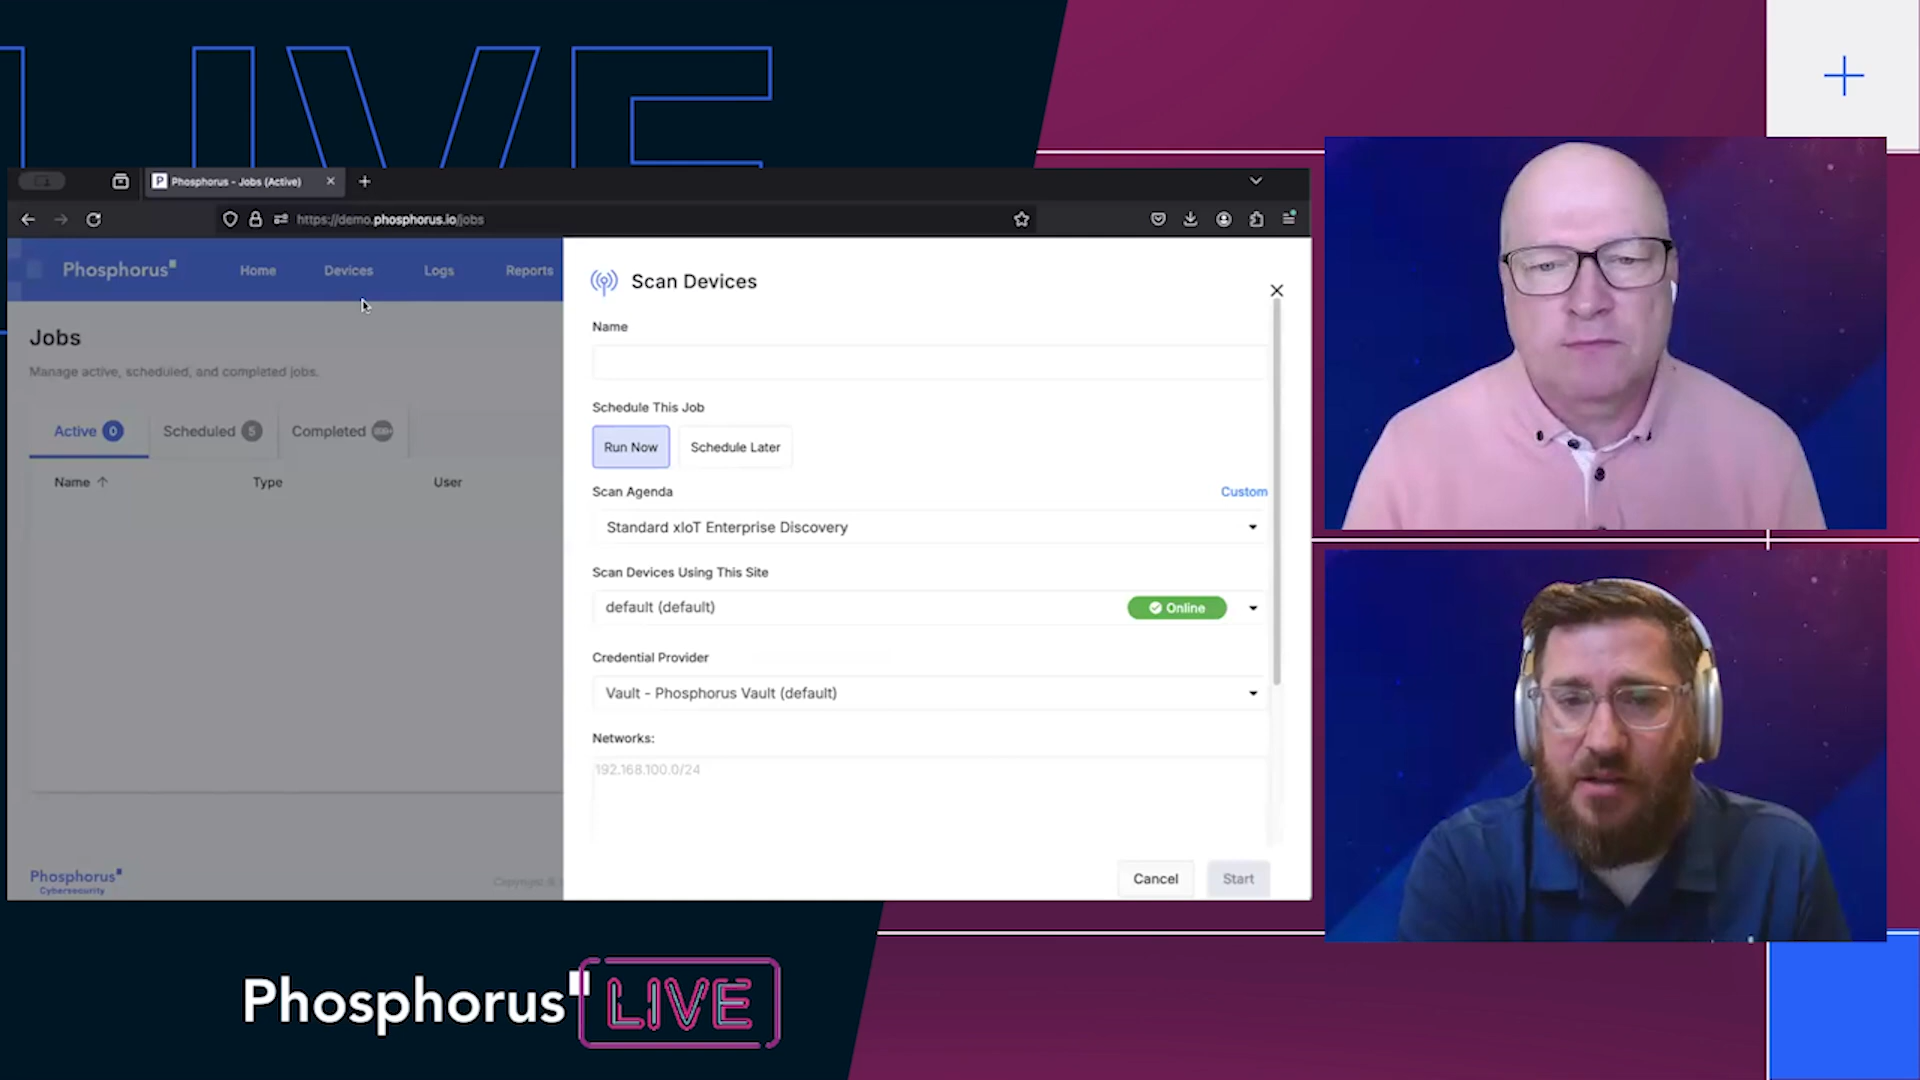 LIVE
Phosphorus - Jobs (Active)
https://demo.phosphorus.io/jobs
Phosphorus
Home
Devices
Logs
Reports
Jobs
Manage active, scheduled, and completed jobs.
Active 0
Scheduled 5
Completed
Name
Type
User
Phosphorus
Cybersecurity
Copyright ©
Scan Devices
Name
Schedule This Job
Run Now
Schedule Later
Scan Agenda
Custom
Standard xIoT Enterprise Discovery
Scan Devices Using This Site
default (default)
Online
Credential Provider
Vault - Phosphorus Vault (default)
Networks:
192.168.100.0/24
Cancel
Start
Phosphorus LIVE